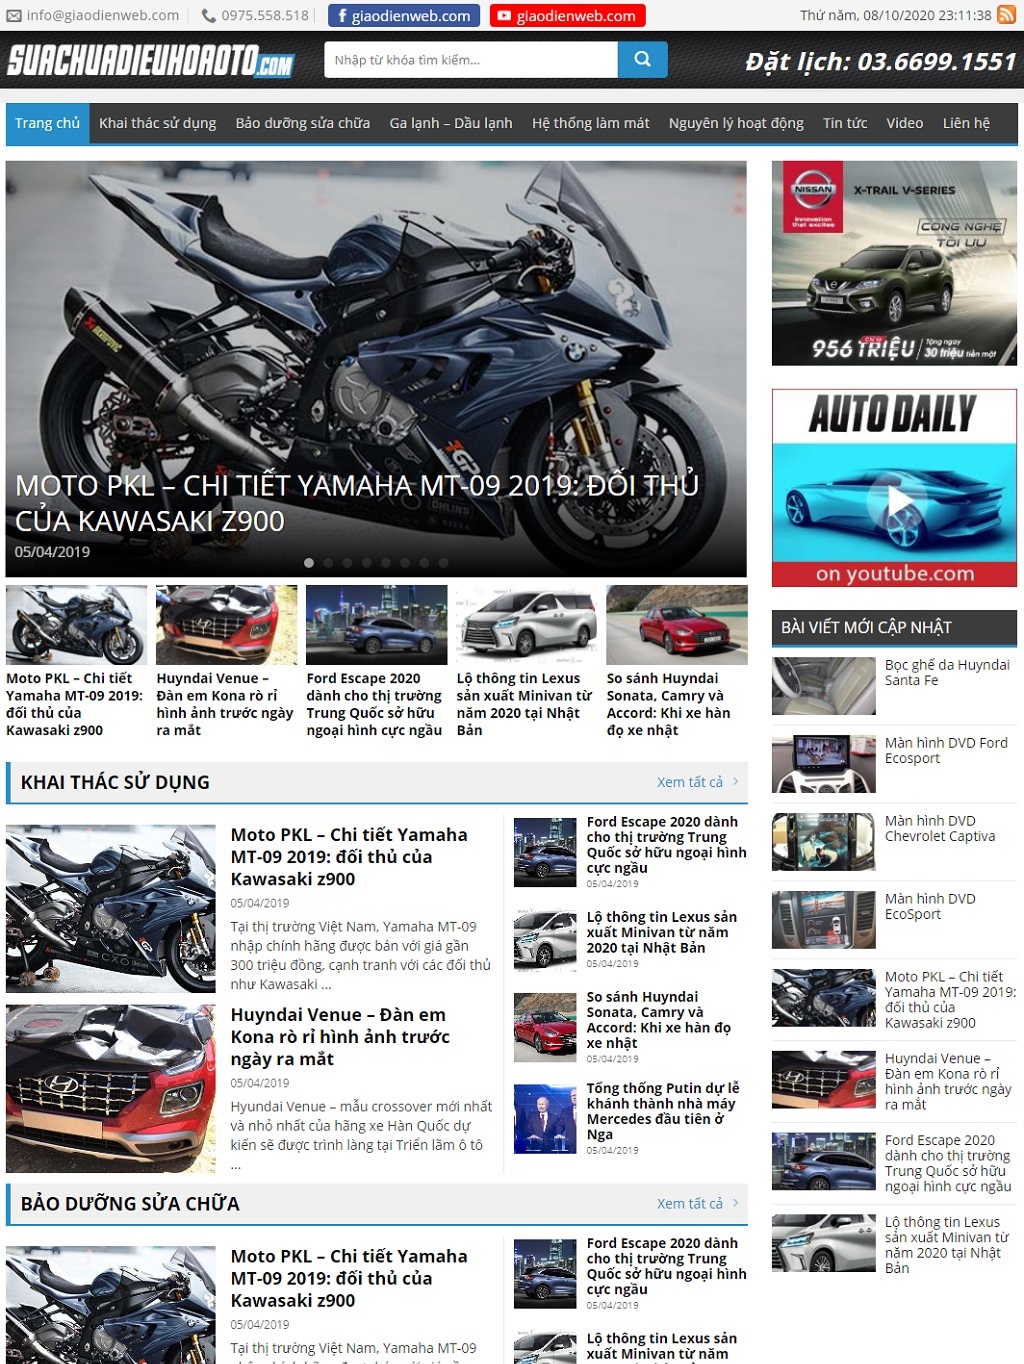 info@giaodienweb.com
0975.558.518
giaodienweb.com
giaodienweb.com
Thứ năm, 08/10/2020 23:11:38
SUACHUADIEUHOAOTO.COM
Nhập từ khóa tìm kiếm...
Đặt lịch: 03.6699.1551
Trang chủ
Khai thác sử dụng
Bảo dưỡng sửa chữa
Ga lạnh – Dầu lạnh
Hệ thống làm mát
Nguyên lý hoạt động
Tin tức
Video
Liên hệ
MOTO PKL – CHI TIẾT YAMAHA MT-09 2019: ĐỐI THỦ
CỦA KAWASAKI Z900
05/04/2019
NISSAN
Innovation
that excites
X-TRAIL V-SERIES
CÔNG NGHỆ
TỐI ƯU
CHỈ TỪ
956 TRIỆU
Tặng ngay
30 triệu tiền mặt
AUTO DAILY
on youtube.com
Moto PKL – Chi tiết
Yamaha MT-09 2019:
đối thủ của
Kawasaki z900
Huyndai Venue –
Đàn em Kona rò rỉ
hình ảnh trước ngày
ra mắt
Ford Escape 2020
dành cho thị trường
Trung Quốc sở hữu
ngoại hình cực ngầu
Lộ thông tin Lexus
sản xuất Minivan từ
năm 2020 tại Nhật
Bản
So sánh Huyndai
Sonata, Camry và
Accord: Khi xe hàn
đọ xe nhật
KHAI THÁC SỬ DỤNG
Xem tất cả
Moto PKL – Chi tiết Yamaha
MT-09 2019: đối thủ của
Kawasaki z900
05/04/2019
Tại thị trường Việt Nam, Yamaha MT-09
nhập chính hãng được bán với giá gần
300 triệu đồng, cạnh tranh với các đối thủ
như Kawasaki ...
Huyndai Venue – Đàn em
Kona rò rỉ hình ảnh trước
ngày ra mắt
05/04/2019
Hyundai Venue – mẫu crossover mới nhất
và nhỏ nhất của hãng xe Hàn Quốc dự
kiến sẽ được trình làng tại Triển lãm ô tô
...
Ford Escape 2020 dành
cho thị trường Trung
Quốc sở hữu ngoại hình
cực ngầu
05/04/2019
Lộ thông tin Lexus sản
xuất Minivan từ năm
2020 tại Nhật Bản
05/04/2019
So sánh Huyndai
Sonata, Camry và
Accord: Khi xe hàn đọ
xe nhật
05/04/2019
Tổng thống Putin dự lễ
khánh thành nhà máy
Mercedes đầu tiên ở
Nga
05/04/2019
BẢO DƯỠNG SỬA CHỮA
Xem tất cả
Moto PKL – Chi tiết Yamaha
MT-09 2019: đối thủ của
Kawasaki z900
05/04/2019
Tại thị trường Việt Nam, Yamaha MT-09
Ford Escape 2020 dành
cho thị trường Trung
Quốc sở hữu ngoại hình
cực ngầu
05/04/2019
Lộ thông tin Lexus sản
xuất Minivan từ năm
BÀI VIẾT MỚI CẬP NHẬT
Bọc ghế da Huyndai
Santa Fe
Màn hình DVD Ford
Ecosport
Màn hình DVD
Chevrolet Captiva
Màn hình DVD
EcoSport
Moto PKL – Chi tiết
Yamaha MT-09 2019:
đối thủ của
Kawasaki z900
Huyndai Venue –
Đàn em Kona rò rỉ
hình ảnh trước ngày
ra mắt
Ford Escape 2020
dành cho thị trường
Trung Quốc sở hữu
ngoại hình cực ngầu
Lộ thông tin Lexus
sản xuất Minivan từ
năm 2020 tại Nhật
Bản